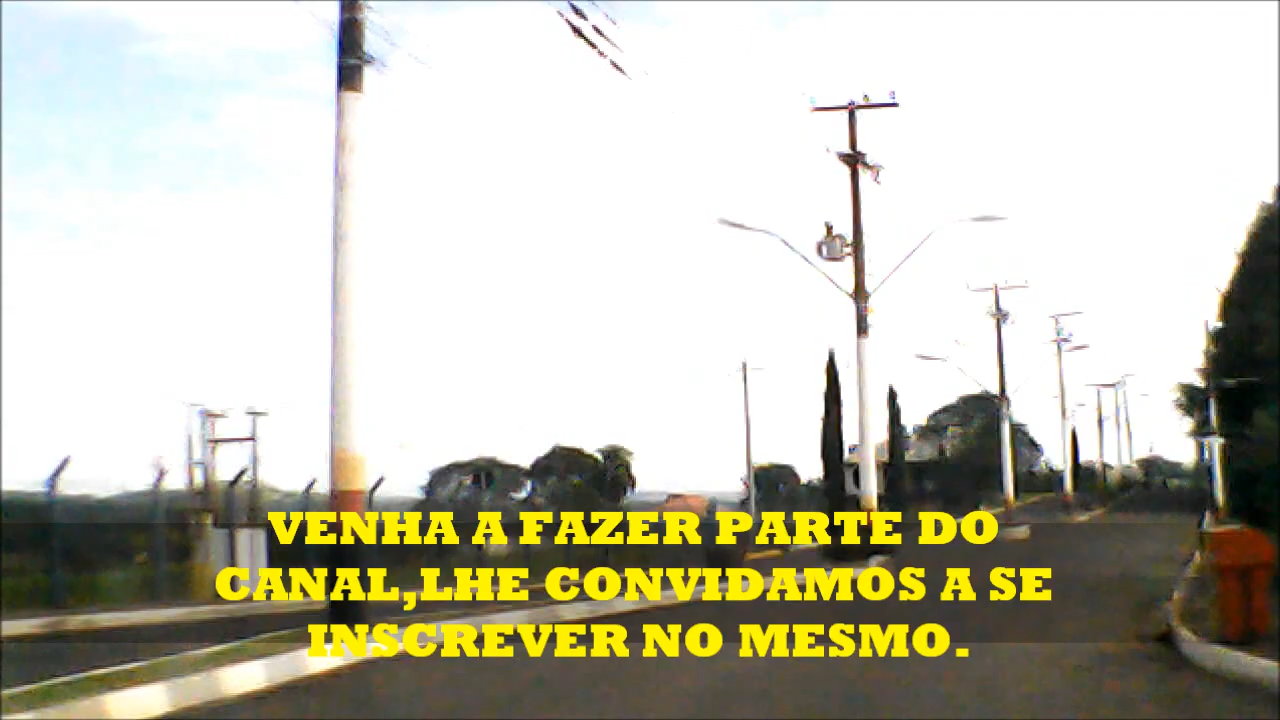 VENHA A FAZER PARTE DO
CANAL,LHE CONVIDAMOS A SE
INSCREVER NO MESMO.